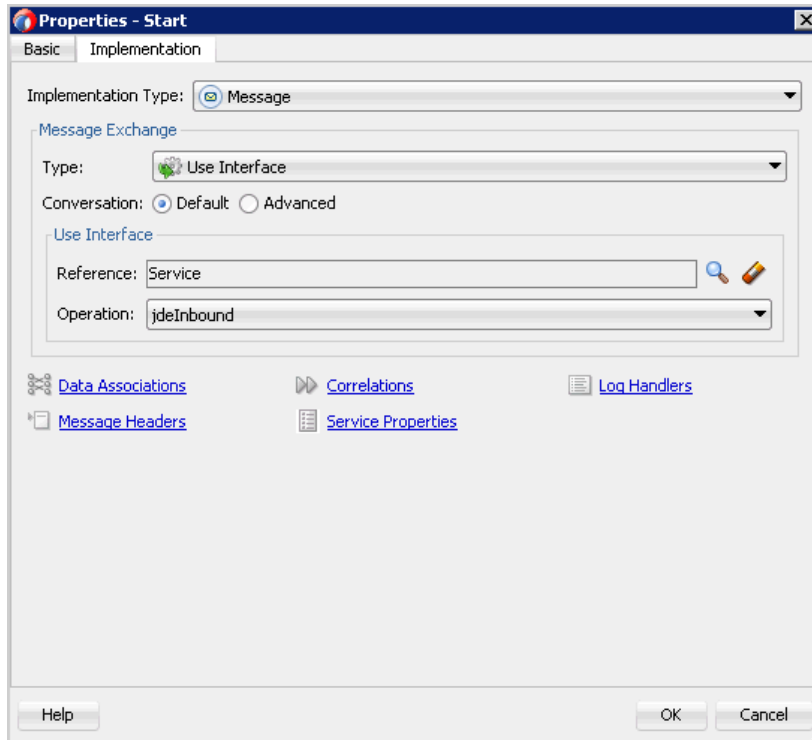 Properties - Start
Basic Implementation
Implementation Type: Message
Message Exchange
Type: Use Interface
Conversation: Default Advanced
Use Interface
Reference: Service
Operation: jdeInbound
Data Associations Correlations Log Handlers
Message Headers Service Properties
Help OK Cancel